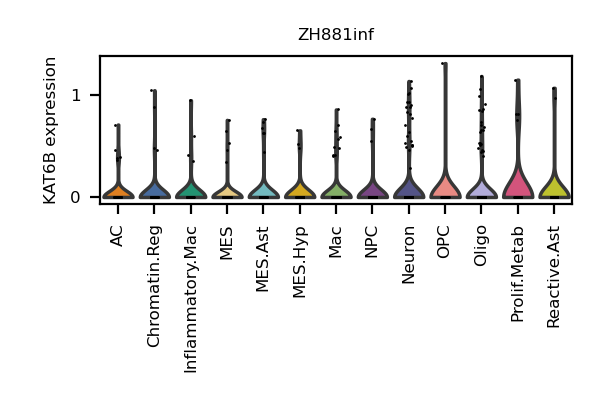 ZH881inf
KAT6B expression
1
0
AC
Chromatin.Reg
Inflammatory.Mac
MES
MES.Ast
MES.Hyp
Mac
NPC
Neuron
OPC
Oligo
Prolif.Metab
Reactive.Ast